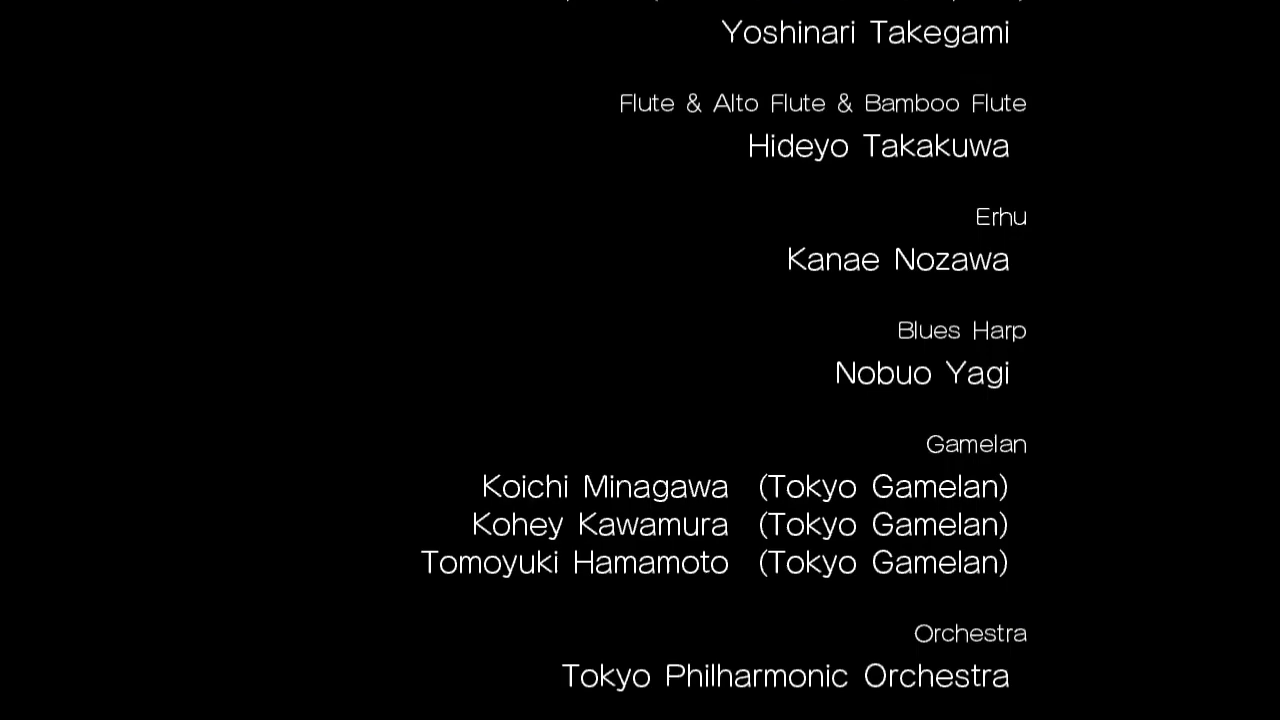 Yoshinari Takegami
Flute & Alto Flute & Bamboo Flute
Hideyo Takakuwa
Erhu
Kanae Nozawa
Blues Harp
Nobuo Yagi
Gamelan
Koichi Minagawa (Tokyo Gamelan)
Kohey Kawamura (Tokyo Gamelan)
Tomoyuki Hamamoto (Tokyo Gamelan)
Orchestra
Tokyo Philharmonic Orchestra